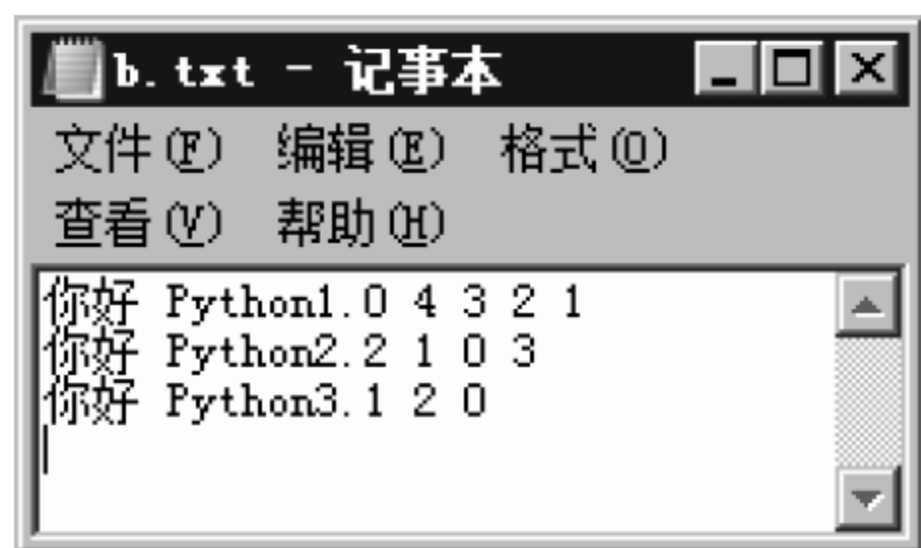 b.txt - 记事本
文件(F) 编辑(E) 格式(O)
查看(V) 帮助(H)
你好 Python1.0 4 3 2 1
你好 Python2.2 1 0 3
你好 Python3.1 2 0